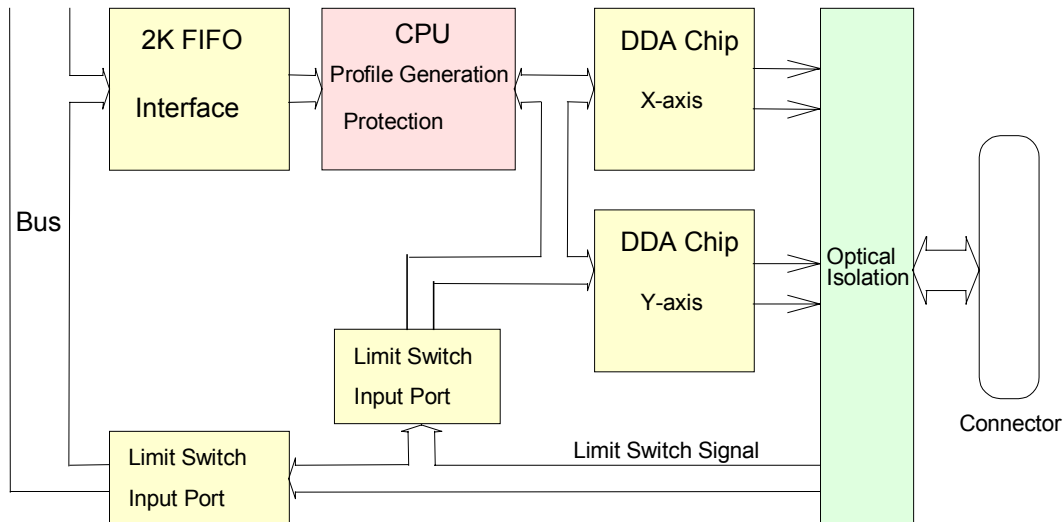 2K FIFO
Interface
CPU
Profile Generation
Protection
DDA Chip
X-axis
Bus
DDA Chip
Y-axis
Optical
Isolation
Limit Switch
Input Port
Connector
Limit Switch Signal
Limit Switch
Input Port